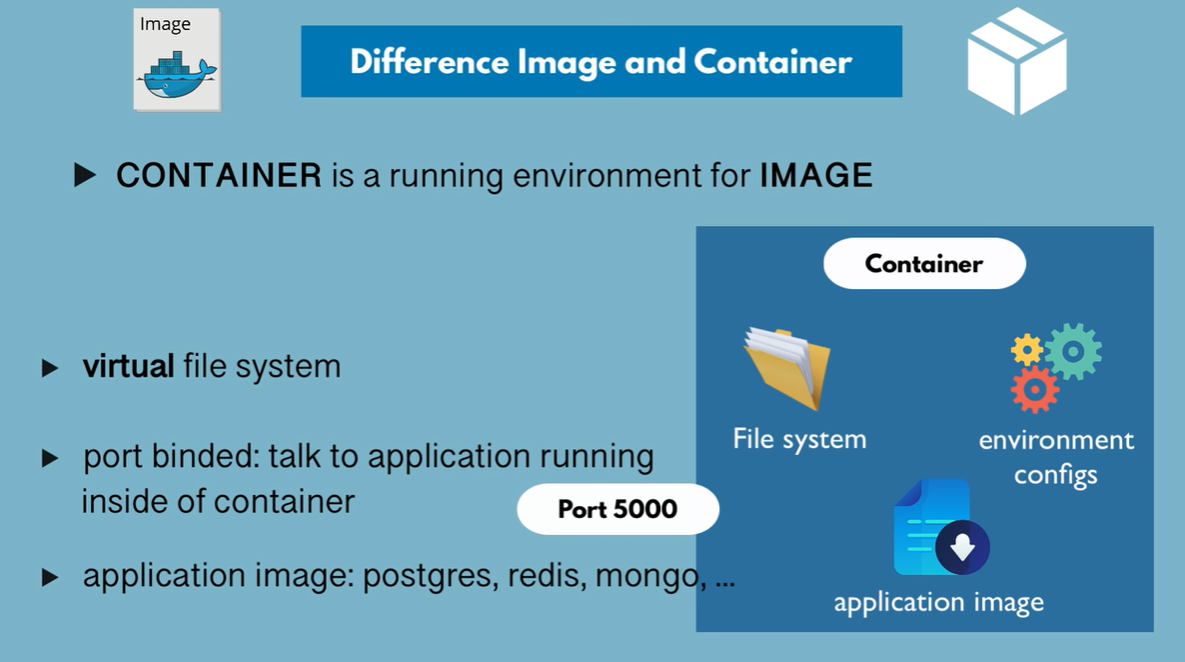 Image
Difference Image and Container
CONTAINER is a running environment for IMAGE
Container
virtual file system
File system
environment
configs
port binded: talk to application running
inside of container
Port 5000
application image: postgres, redis, mongo, ...
application image